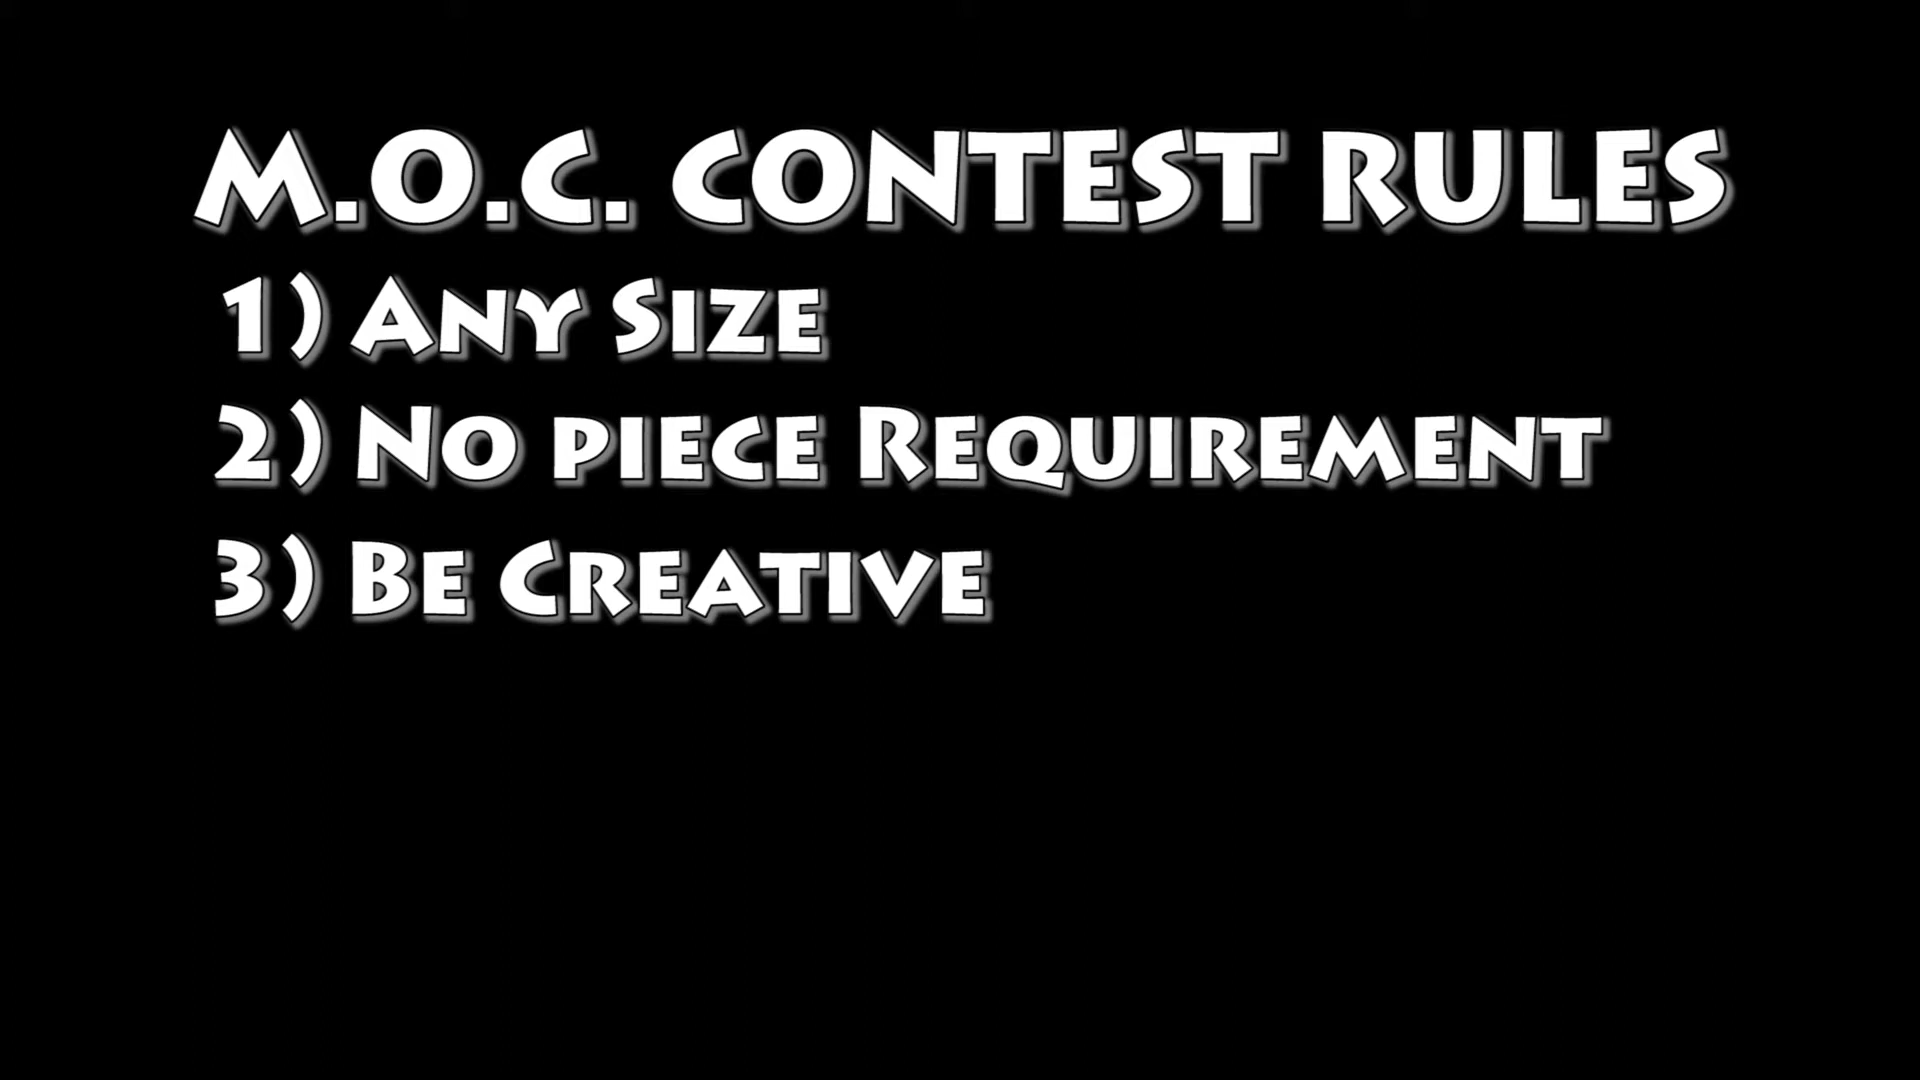 M.O.C. CONTEST RULES
1) ANY SIZE
2) NO PIECE REQUIREMENT
3) BE CREATIVE